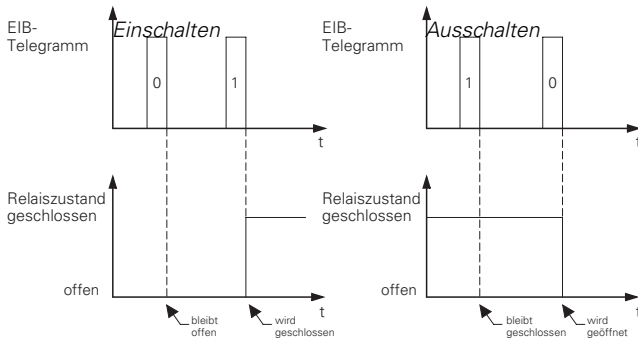 EIB-
Telegramm
Einschalten
0
1
t
Relaiszustand
geschlossen
offen
t
bleibt
offen
wird
geschlossen
EIB-
Telegramm
Ausschalten
1
0
t
Relaiszustand
geschlossen
offen
t
bleibt
geschlossen
wird
geöffnet